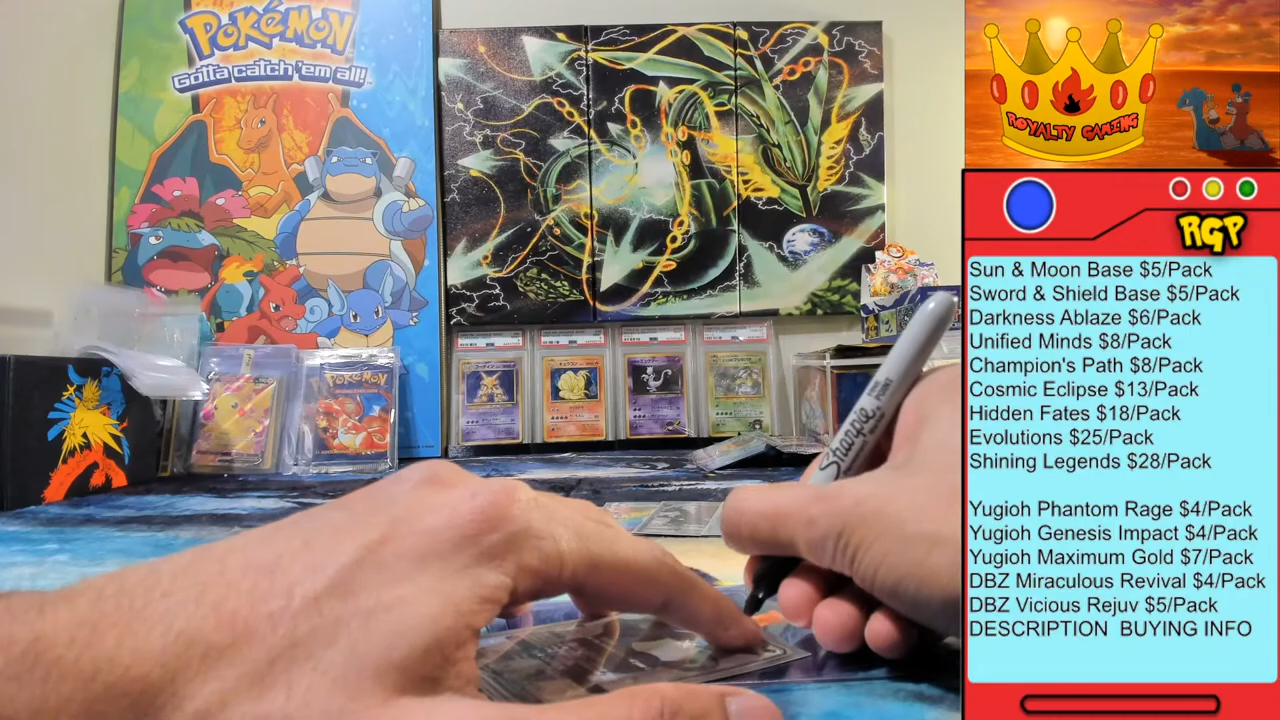 POKéMON
Gotta catch 'em all!
ROYALTY GAMING
RGP
Sun & Moon Base $5/Pack
Sword & Shield Base $5/Pack
Darkness Ablaze $6/Pack
Unified Minds $8/Pack
Champion's Path $8/Pack
Cosmic Eclipse $13/Pack
Hidden Fates $18/Pack
Evolutions $25/Pack
Shining Legends $28/Pack
Yugioh Phantom Rage $4/Pack
Yugioh Genesis Impact $4/Pack
Yugioh Maximum Gold $7/Pack
DBZ Miraculous Revival $4/Pack
DBZ Vicious Rejuv $5/Pack
DESCRIPTION BUYING INFO
POKéMON
Sharpie
FINE POINT